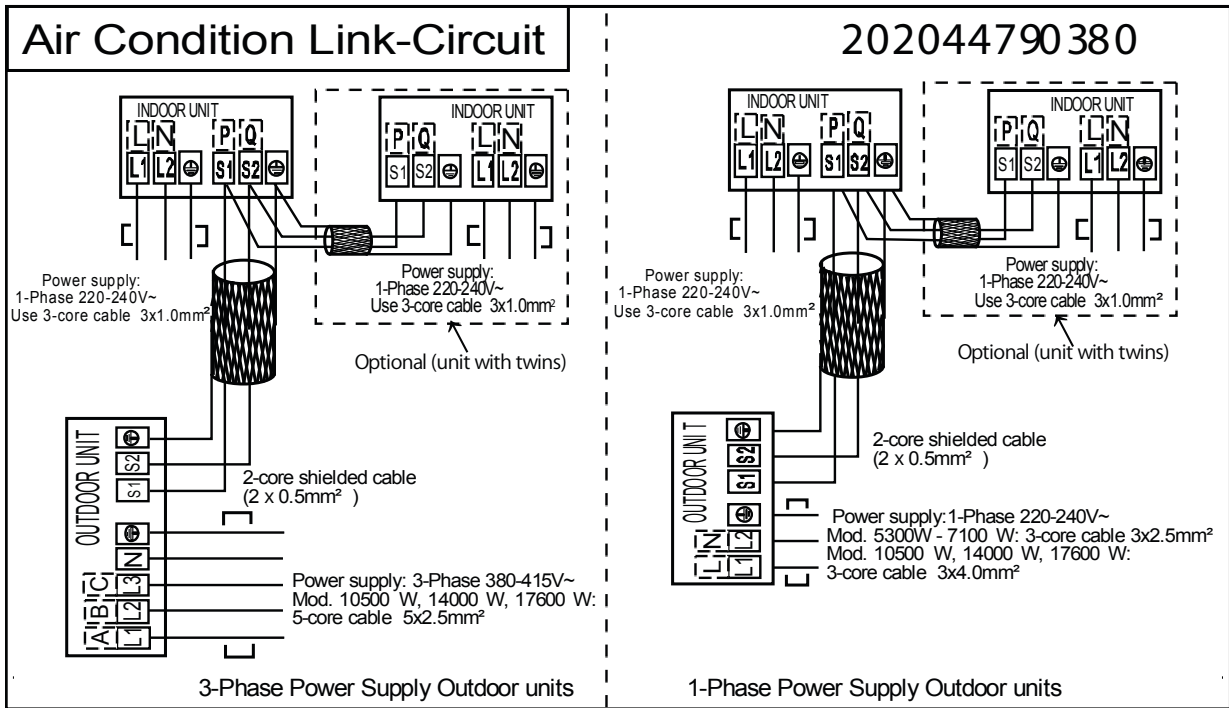 Air Condition Link-Circuit
202044790380
INDOOR UNIT
L N P Q
L1 L2 S1 S2
INDOOR UNIT
P Q L N
S1 S2 L1 L2
Power supply:
1-Phase 220-240V~
Use 3-core cable 3x1.0mm²
Power supply:
1-Phase 220-240V~
Use 3-core cable 3x1.0mm²
Optional (unit with twins)
OUTDOOR UNIT
S2
S1
N
C L3
B L2
A L1
2-core shielded cable
(2 x 0.5mm² )
Power supply: 3-Phase 380-415V~
Mod. 10500 W, 14000 W, 17600 W:
5-core cable 5x2.5mm²
3-Phase Power Supply Outdoor units
INDOOR UNIT
L N P Q
L1 L2 S1 S2
INDOOR UNIT
P Q L N
S1 S2 L1 L2
Power supply:
1-Phase 220-240V~
Use 3-core cable 3x1.0mm²
Power supply:
1-Phase 220-240V~
Use 3-core cable 3x1.0mm²
Optional (unit with twins)
OUTDOOR UNIT
S2
S1
N L2
L L1
2-core shielded cable
(2 x 0.5mm² )
Power supply:1-Phase 220-240V~
Mod. 5300W - 7100 W: 3-core cable 3x2.5mm²
Mod. 10500 W, 14000 W, 17600 W:
3-core cable 3x4.0mm²
1-Phase Power Supply Outdoor units